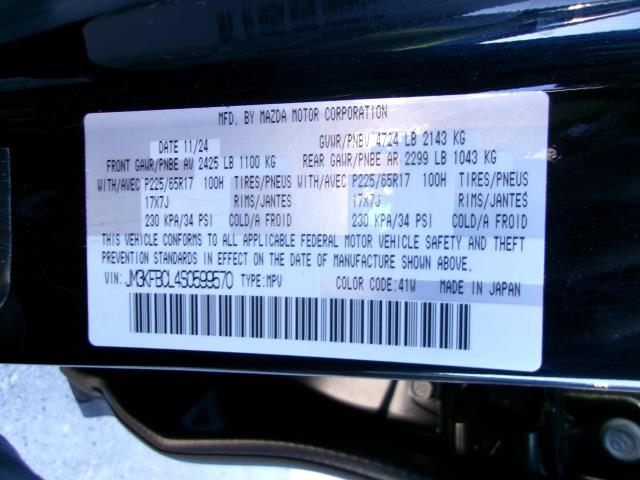 MFD. BY MAZDA MOTOR CORPORATION
DATE 11/24 GVWR/PNBV 4724 LB 2143 KG
FRONT GAWR/PNBE AV 2425 LB 1100 KG REAR GAWR/PNBE AR 2299 LB 1043 KG
WITH/AVEC P225/65R17 100H TIRES/PNEUS WITH/AVEC P225/65R17 100H TIRES/PNEUS
17X7J RIMS/JANTES 17X7J RIMS/JANTES
230 KPA/34 PSI COLD/A FROID 230 KPA/34 PSI COLD/A FROID
THIS VEHICLE CONFORMS TO ALL APPLICABLE FEDERAL MOTOR VEHICLE SAFETY AND THEFT
PREVENTION STANDARDS IN EFFECT ON THE DATE OF MANUFACTURE SHOWN ABOVE.
VIN: JM3KFBCL4S0599570 TYPE:MPV COLOR CODE:41W MADE IN JAPAN